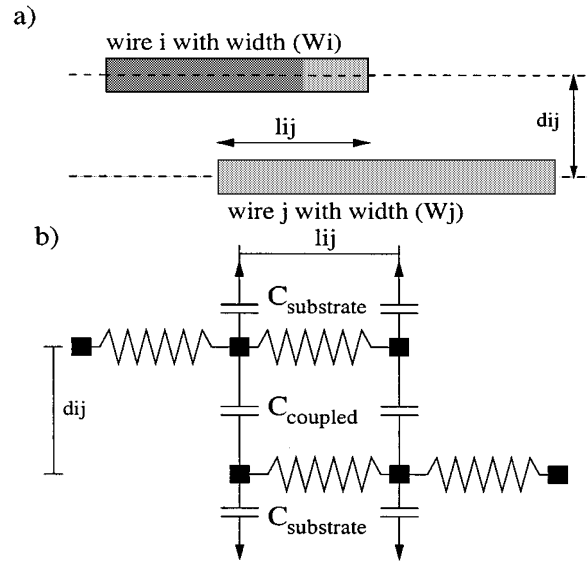 a)
wire i with width (Wi)
lij
dij
wire j with width (Wj)
b)
lij
Csubstrate
dij
Ccoupled
Csubstrate